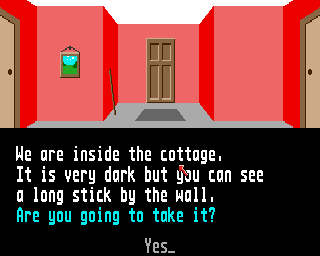 We are inside the cottage.
It is very dark but you can see
a long stick by the wall.
Are you going to take it?
Yes_